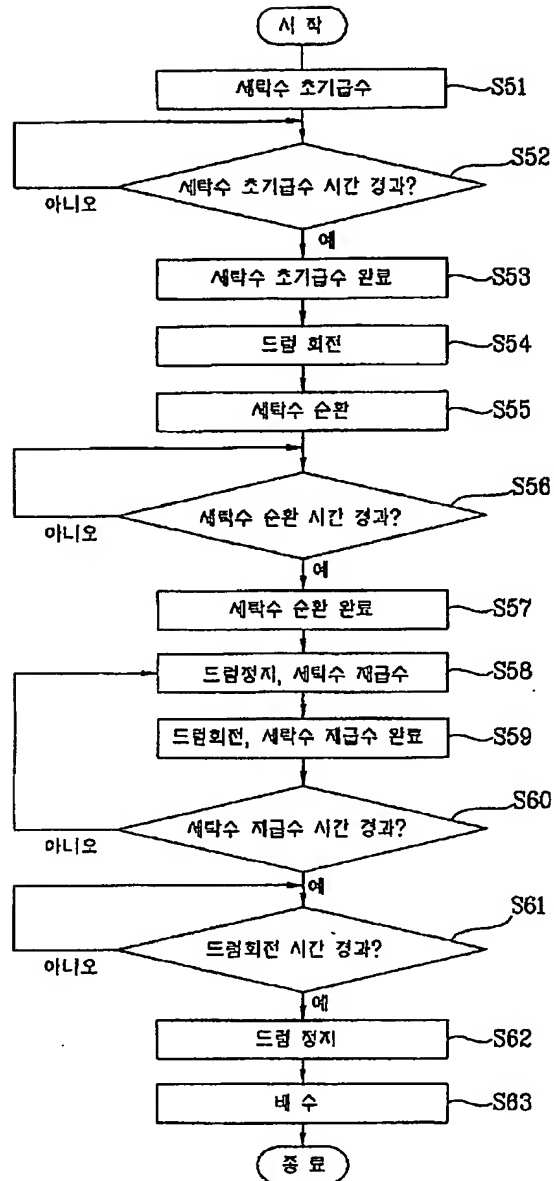 시 작
세탁수 초기급수
S51
세탁수 초기급수 시간 경과?
S52
아니오
예
세탁수 초기급수 완료
S53
드럼 회전
S54
세탁수 순환
S55
세탁수 순환 시간 경과?
S56
아니오
예
세탁수 순환 완료
S57
드럼정지, 세탁수 재급수
S58
드럼회전, 세탁수 재급수 완료
S59
세탁수 재급수 시간 경과?
S60
아니오
예
드럼회전 시간 경과?
S61
아니오
예
드럼 정지
S62
배 수
S63
종 료